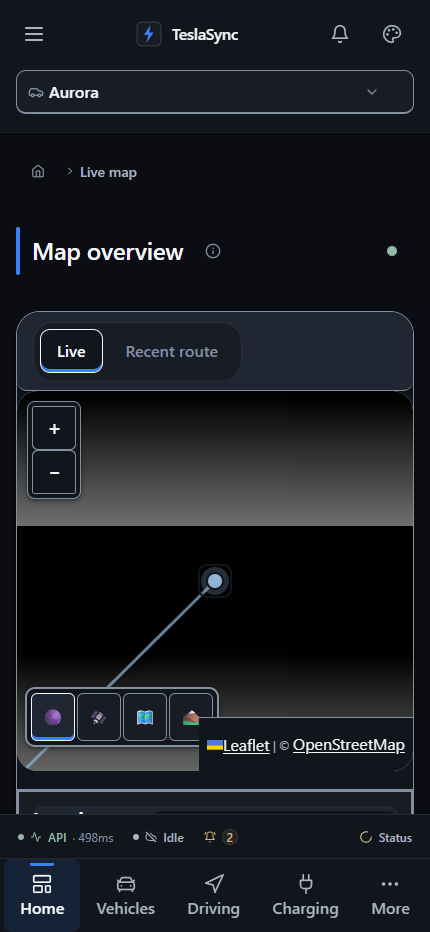 TeslaSync
Aurora
Live map
Map overview
Live
Recent route
+
−
Leaflet | © OpenStreetMap
API · 498ms
Idle
2
Status
Home
Vehicles
Driving
Charging
More